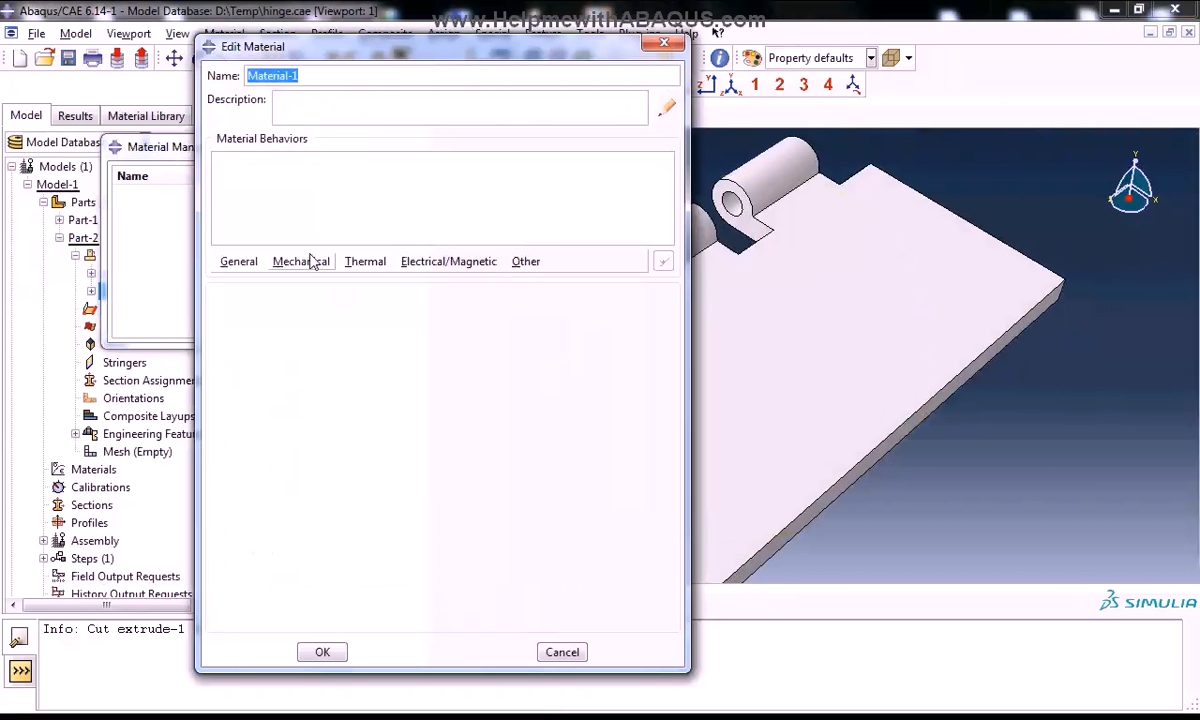 Abaqus/CAE 6.14-1 - Model Database: D:\Temp\hinge.cae [Viewport: 1]
www.HelpmewithABAQUS.com
File Model Viewport View
Edit Material
Property defaults
Name: Material-1
1 2 3 4
Description:
Model Results Material Library
Material Behaviors
Model Databas
Material Man
Models (1)
Name
Model-1
Parts
Part-1
Part-2
General Mechanical Thermal Electrical/Magnetic Other
Stringers
Section Assignme
Orientations
Composite Layups
Engineering Featu
Mesh (Empty)
Materials
Calibrations
Sections
Profiles
Assembly
Steps (1)
Field Output Requests
History Output Requests
SIMULIA
Info: Cut extrude-1
OK Cancel
Y
X